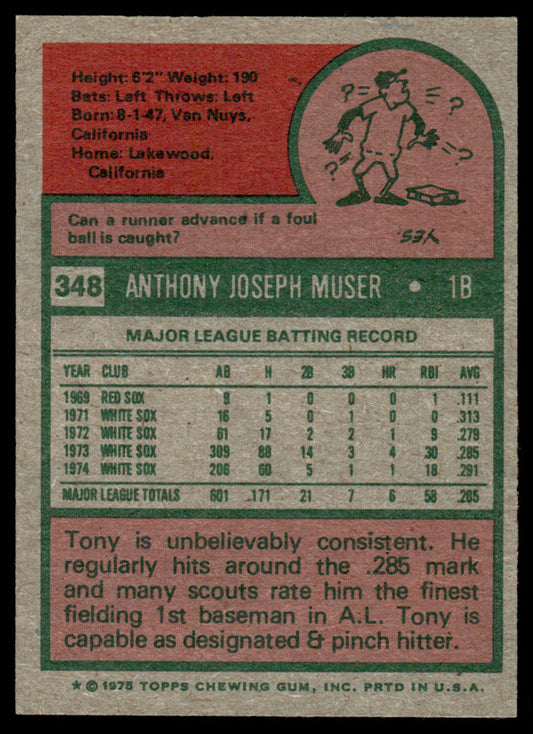 Height: 6'2" Weight: 190
Bats: Left Throws: Left
Born: 8-1-47, Van Nuys,
California
Home: Lakewood,
California
? ? ? ?
Can a runner advance if a foul
ball is caught?
YES.
348 ANTHONY JOSEPH MUSER • 1B
MAJOR LEAGUE BATTING RECORD
YEAR CLUB AB H 2B 3B HR RBI AVG
1969 RED SOX 9 1 0 0 0 1 .111
1971 WHITE SOX 16 5 0 1 0 0 .313
1972 WHITE SOX 61 17 2 2 1 9 .279
1973 WHITE SOX 309 88 14 3 4 30 .285
1974 WHITE SOX 206 60 5 1 1 18 .291
MAJOR LEAGUE TOTALS 601 .171 21 7 6 58 .285
Tony is unbelievably consistent. He
regularly hits around the .285 mark
and many scouts rate him the finest
fielding 1st baseman in A.L. Tony is
capable as designated & pinch hitter.
★ © 1975 TOPPS CHEWING GUM, INC. PRTD IN U.S.A.